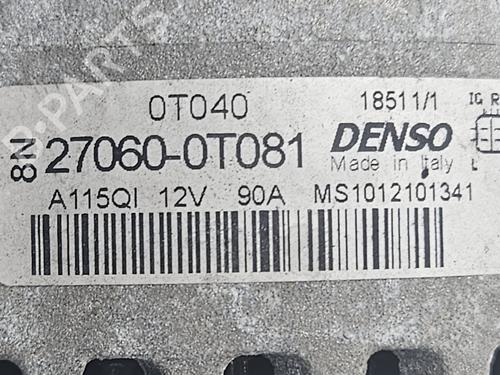 0T040 18511/1 IG R
8N 27060-0T081 DENSO
Made in Italy L
A115QI 12V 90A MS1012101341